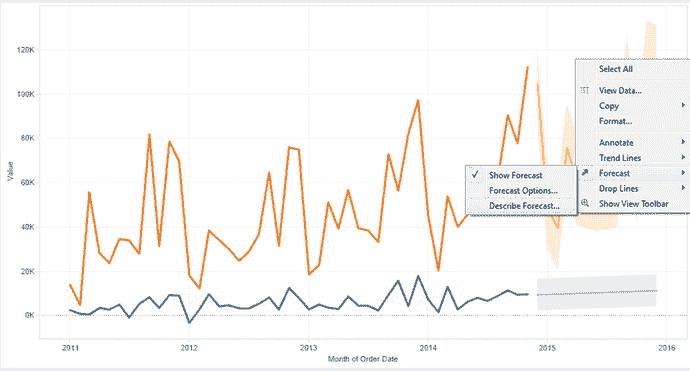 120K
100K
80K
60K
40K
20K
0K
Value
2011
2012
2013
2014
2015
2016
Month of Order Date
Select All
View Data...
Copy
Format...
Annotate
Trend Lines
Forecast
Drop Lines
Show View Toolbar
Show Forecast
Forecast Options...
Describe Forecast...